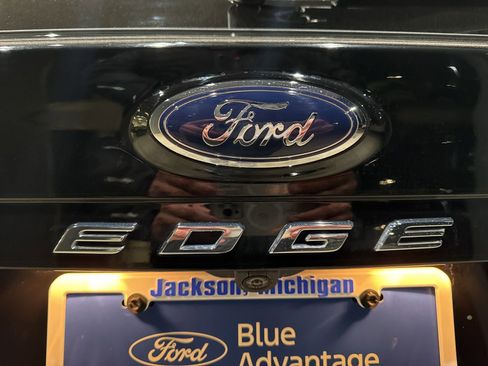 Ford
EDGE
Jackson, Michigan
Ford
Blue
Advantage